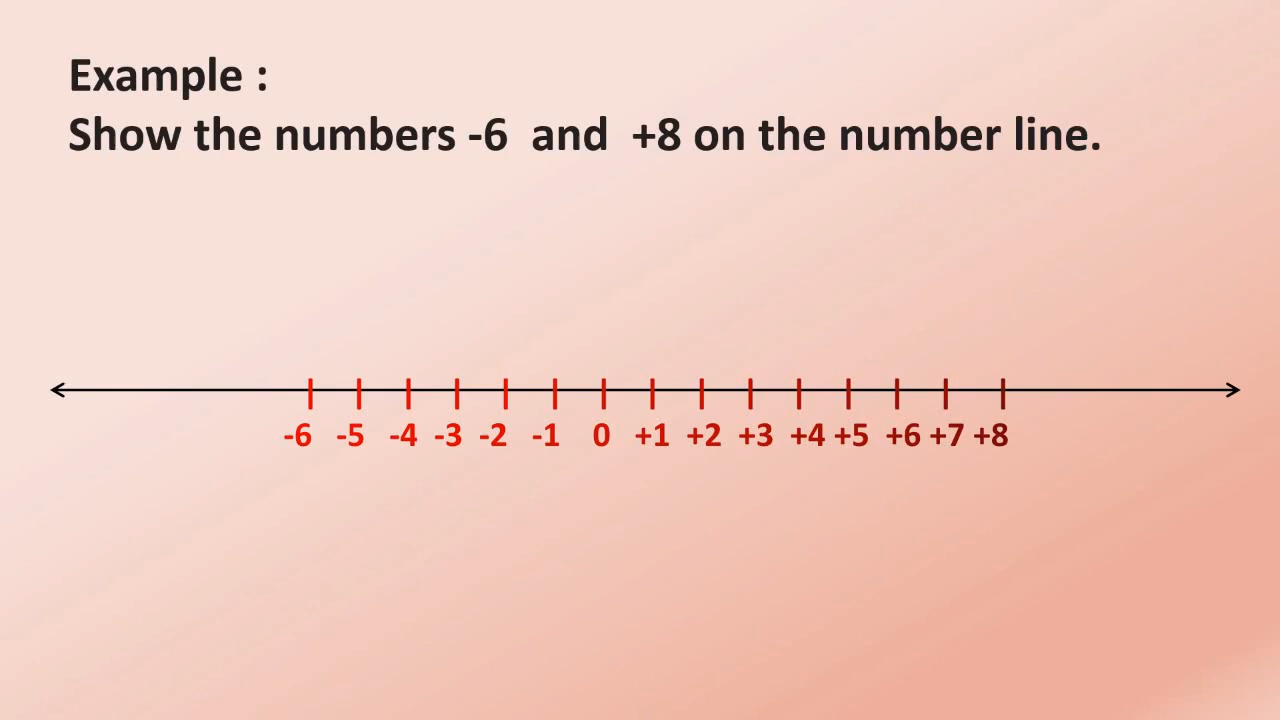 Example :
Show the numbers -6 and +8 on the number line.
-6 -5 -4 -3 -2 -1 0 +1 +2 +3 +4 +5 +6 +7 +8